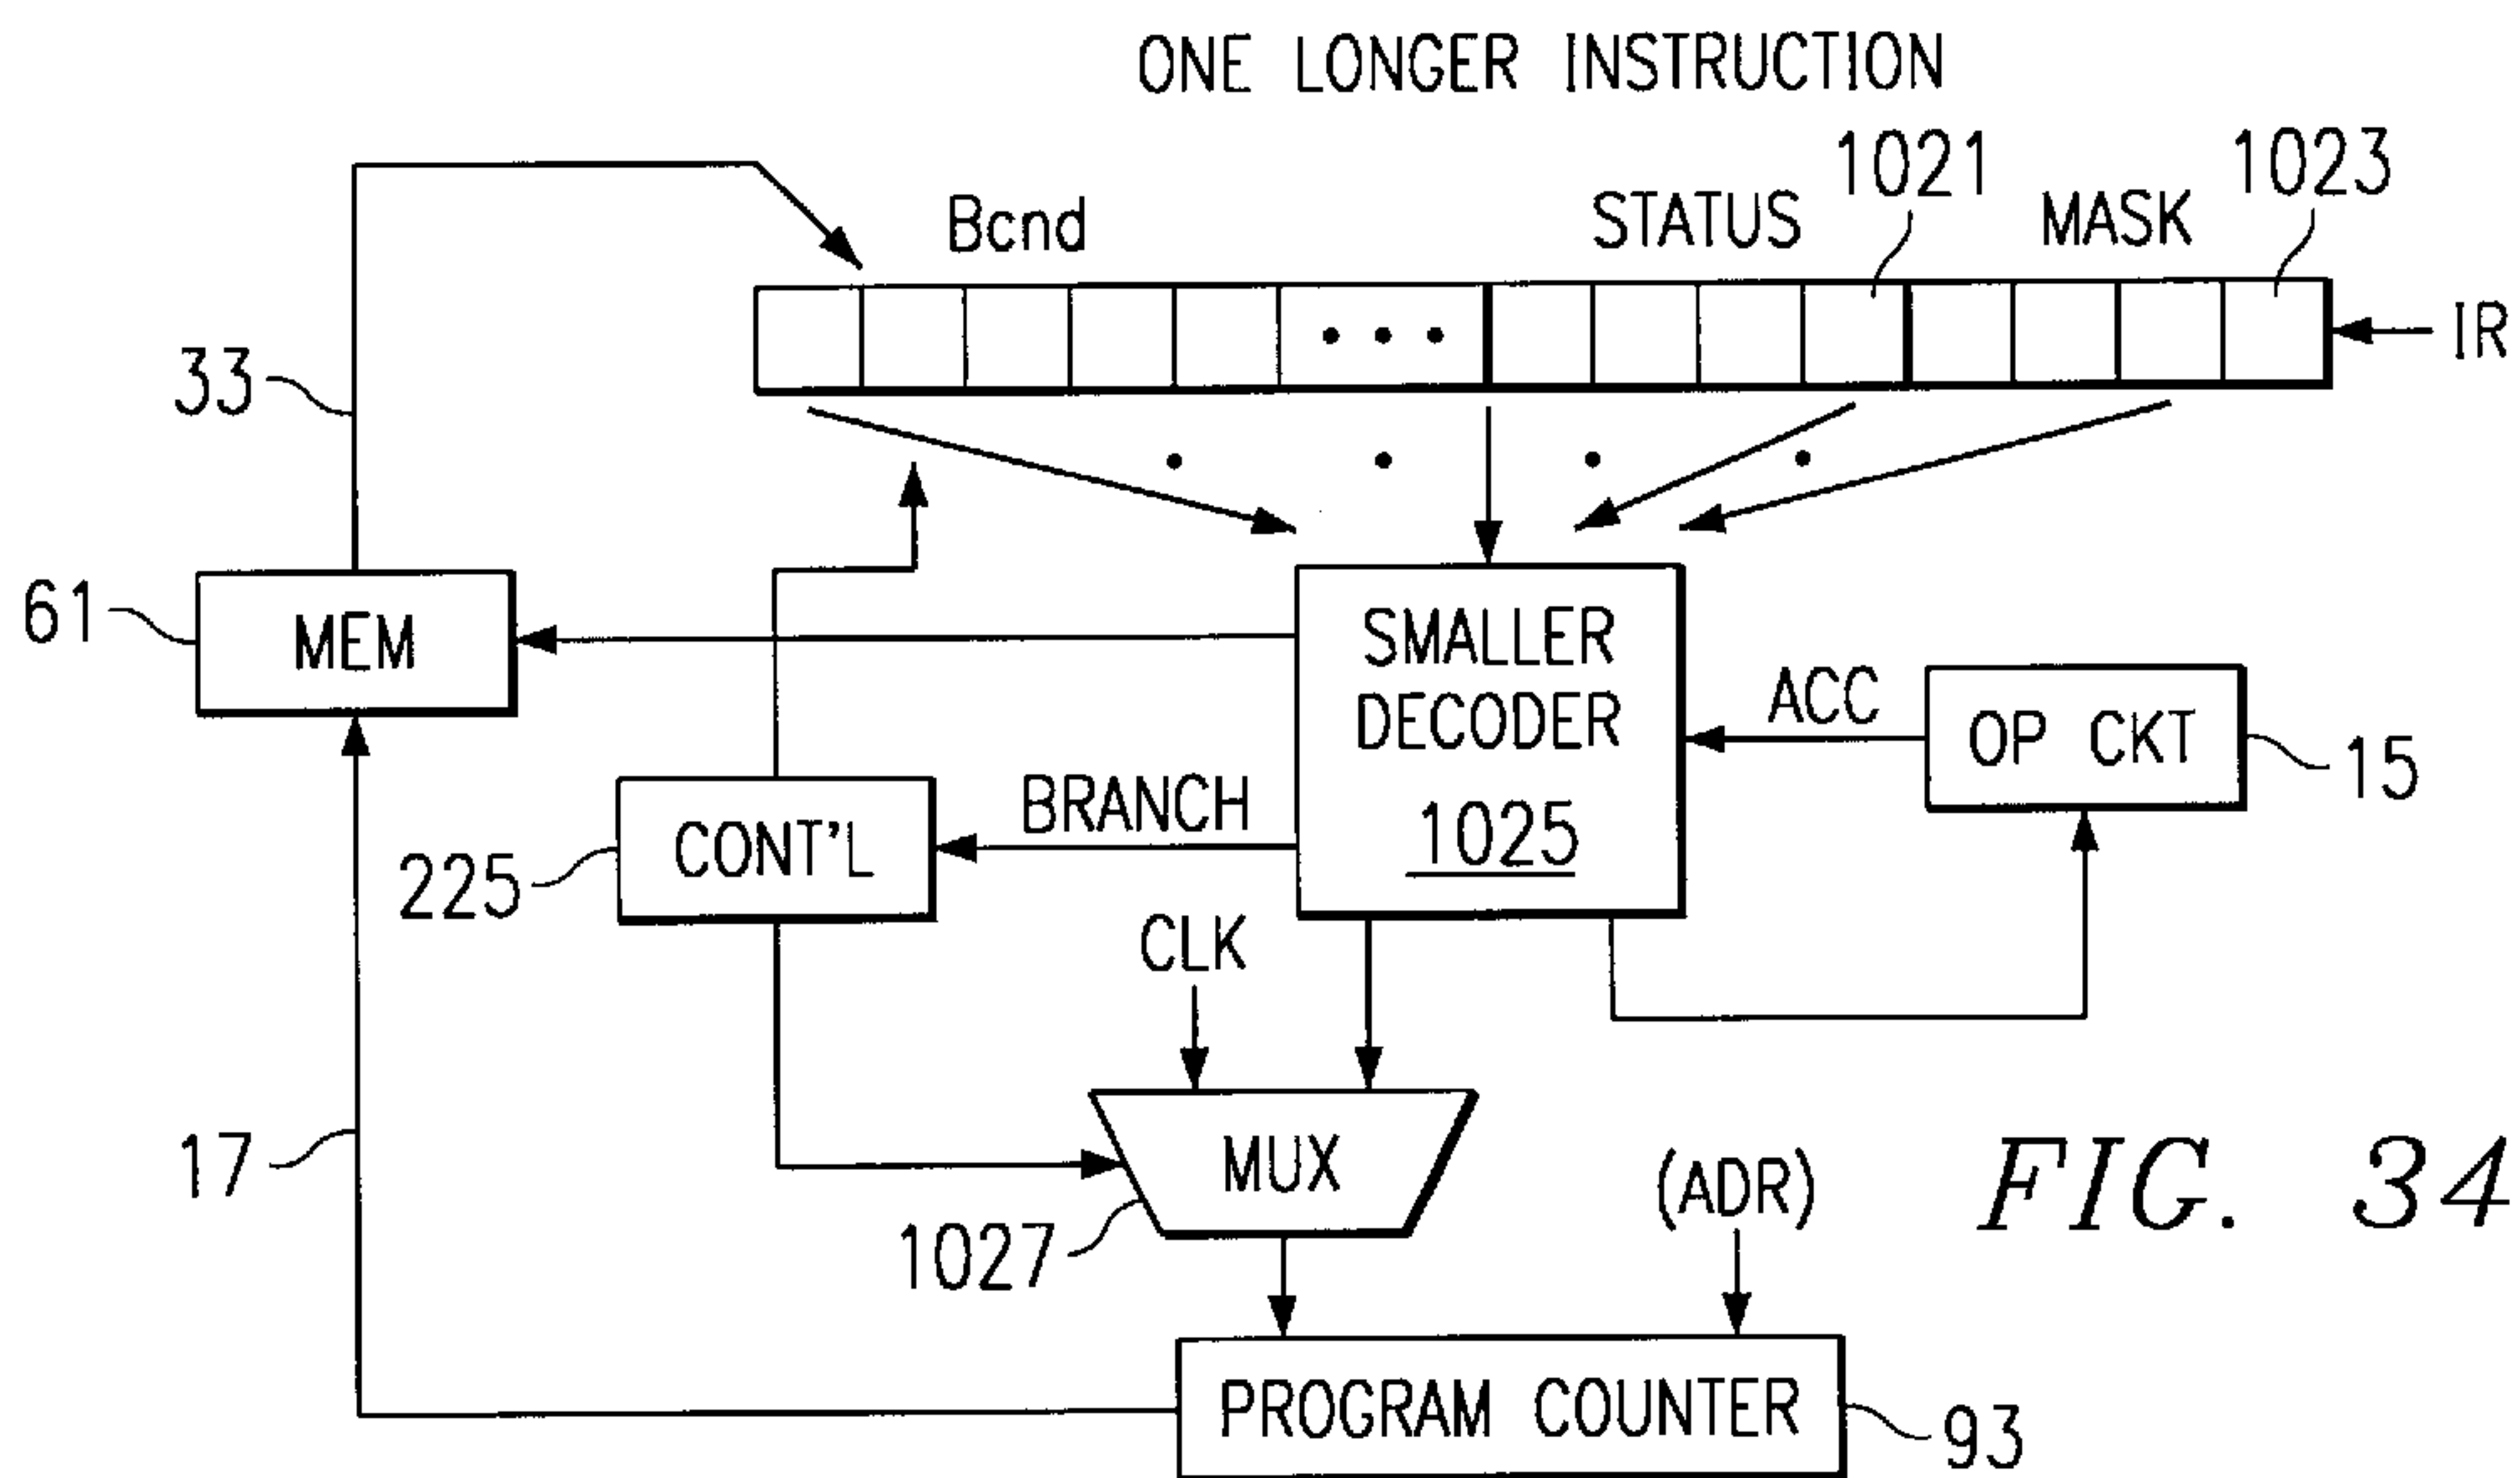 ONE LONGER INSTRUCTION
1021
1023
Bcnd
STATUS
MASK
IR
33
61
MEM
SMALLER
DECODER
1025
ACC
OP CKT
15
BRANCH
CONT'L
225
CLK
MUX
1027
17
(ADR)
FIG. 34
PROGRAM COUNTER
93